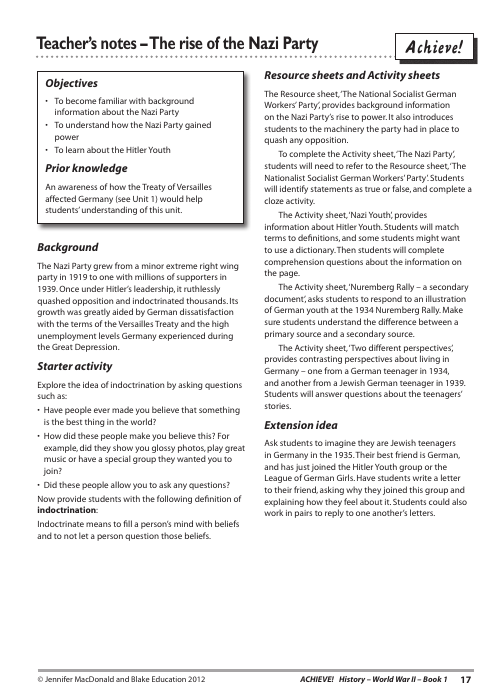 Teacher's notes – The rise of the Nazi Party
Achieve!
Objectives
• To become familiar with background
information about the Nazi Party
• To understand how the Nazi Party gained
power
• To learn about the Hitler Youth
Prior knowledge
An awareness of how the Treaty of Versailles
affected Germany (see Unit 1) would help
students' understanding of this unit.
Background
The Nazi Party grew from a minor extreme right wing
party in 1919 to one with millions of supporters in
1939. Once under Hitler's leadership, it ruthlessly
quashed opposition and indoctrinated thousands. Its
growth was greatly aided by German dissatisfaction
with the terms of the Versailles Treaty and the high
unemployment levels Germany experienced during
the Great Depression.
Starter activity
Explore the idea of indoctrination by asking questions
such as:
• Have people ever made you believe that something
is the best thing in the world?
• How did these people make you believe this? For
example, did they show you glossy photos, play great
music or have a special group they wanted you to
join?
• Did these people allow you to ask any questions?
Now provide students with the following definition of
indoctrination:
Indoctrinate means to fill a person's mind with beliefs
and to not let a person question those beliefs.
Resource sheets and Activity sheets
The Resource sheet, 'The National Socialist German
Workers' Party', provides background information
on the Nazi Party's rise to power. It also introduces
students to the machinery the party had in place to
quash any opposition.
To complete the Activity sheet, 'The Nazi Party',
students will need to refer to the Resource sheet, 'The
Nationalist Socialist German Workers' Party'. Students
will identify statements as true or false, and complete a
cloze activity.
The Activity sheet, 'Nazi Youth', provides
information about Hitler Youth. Students will match
terms to definitions, and some students might want
to use a dictionary. Then students will complete
comprehension questions about the information on
the page.
The Activity sheet, 'Nuremberg Rally – a secondary
document', asks students to respond to an illustration
of German youth at the 1934 Nuremberg Rally. Make
sure students understand the difference between a
primary source and a secondary source.
The Activity sheet, 'Two different perspectives',
provides contrasting perspectives about living in
Germany – one from a German teenager in 1934,
and another from a Jewish German teenager in 1939.
Students will answer questions about the teenagers'
stories.
Extension idea
Ask students to imagine they are Jewish teenagers
in Germany in the 1935. Their best friend is German,
and has just joined the Hitler Youth group or the
League of German Girls. Have students write a letter
to their friend, asking why they joined this group and
explaining how they feel about it. Students could also
work in pairs to reply to one another's letters.
© Jennifer MacDonald and Blake Education 2012
ACHIEVE! History – World War II – Book 1 17